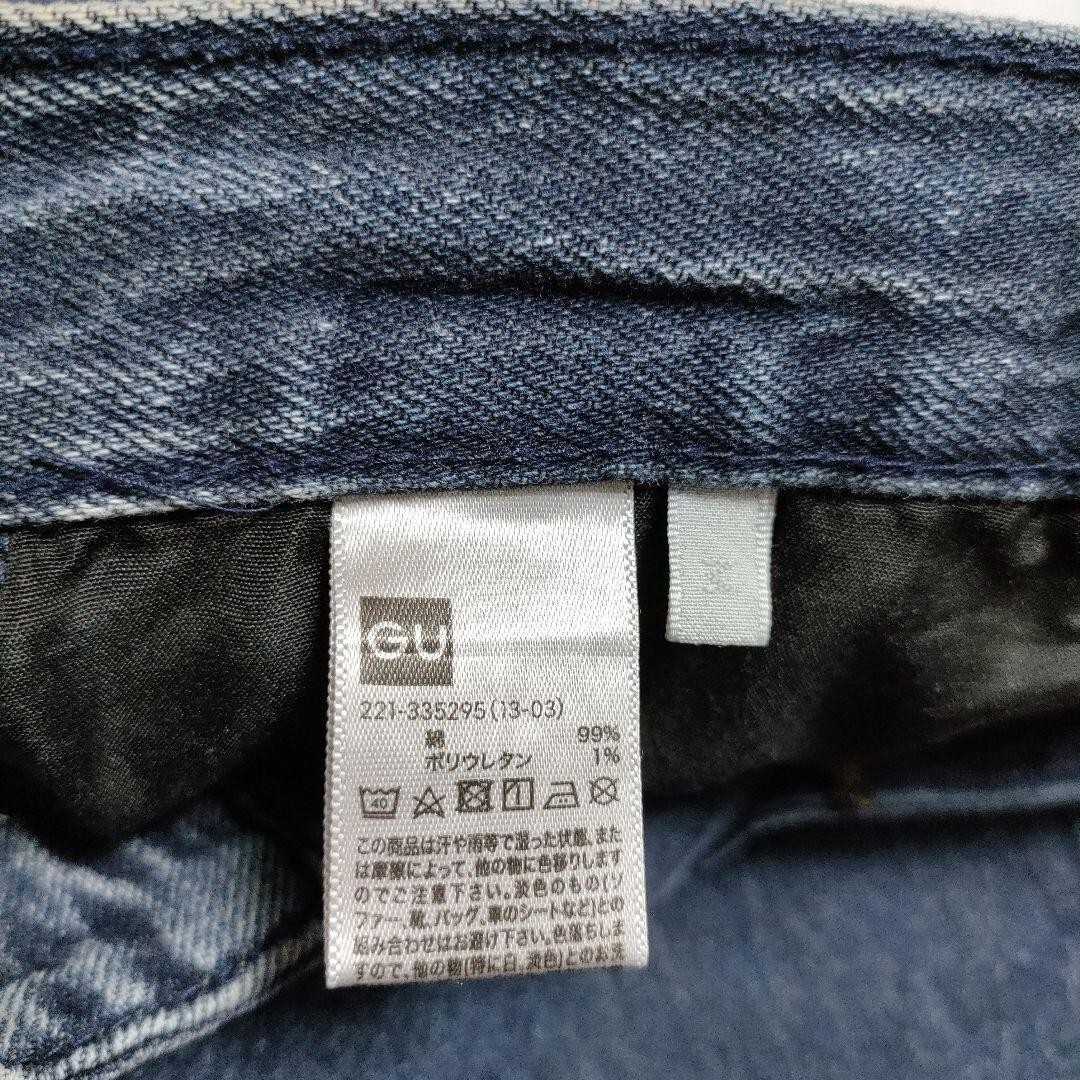 GU
221-335295(13-03)
綿 99%
ポリウレタン 1%
40
この商品は汗や雨等で湿った状態、また
は摩擦によって、他の物に色移りします
のでご注意下さい。淡色のもの(ソ
ファー、靴、バッグ、車のシートなど)との
組み合わせはお避け下さい。色落ちしま
すので、他の物(特に白、淡色)とのお洗